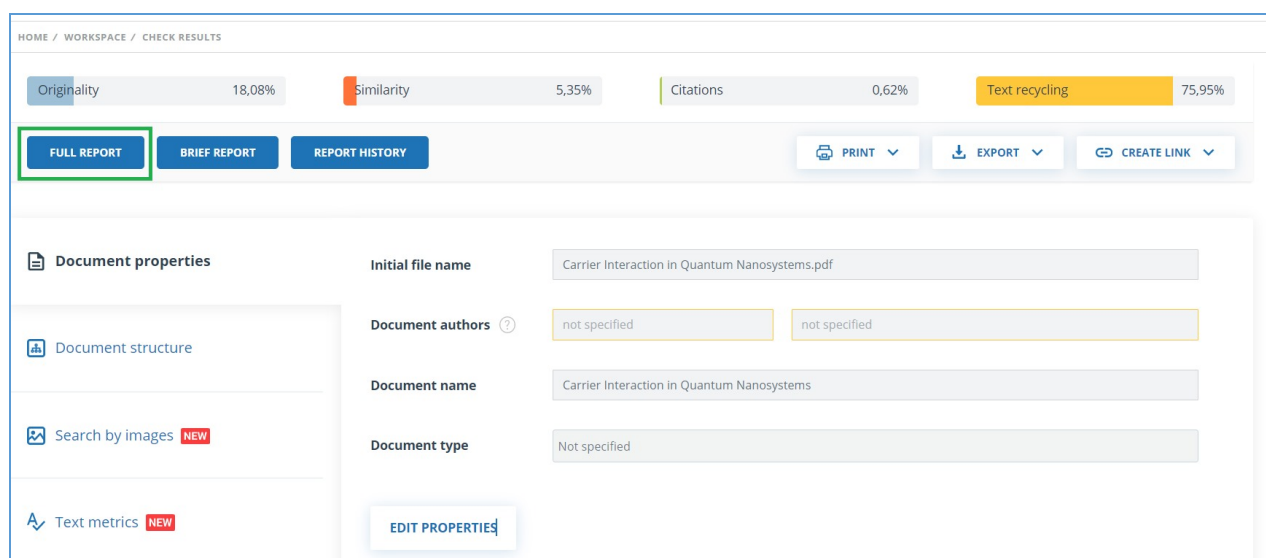 HOME / WORKSPACE / CHECK RESULTS
Originality 18,08% Similarity 5,35% Citations 0,62% Text recycling 75,95%
FULL REPORT BRIEF REPORT REPORT HISTORY PRINT EXPORT CREATE LINK
Document properties
Document structure
Search by images NEW
Text metrics NEW
Initial file name Carrier Interaction in Quantum Nanosystems.pdf
Document authors ? not specified not specified
Document name Carrier Interaction in Quantum Nanosystems
Document type Not specified
EDIT PROPERTIES